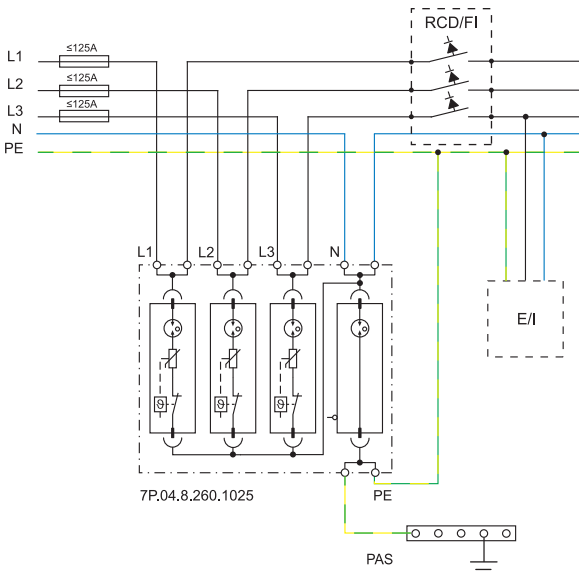 RCD/FI
≤125A
L1
≤125A
L2
≤125A
L3
N
PE
L1 L2 L3 N
ϑ ϑ ϑ
E/I
7P.04.8.260.1025
PE
PAS